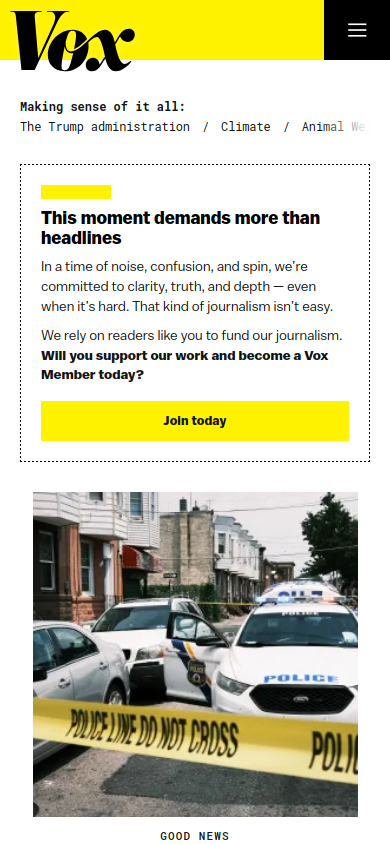 Vox
Making sense of it all:
The Trump administration / Climate / Animal We
This moment demands more than
headlines
In a time of noise, confusion, and spin, we're
committed to clarity, truth, and depth — even
when it's hard. That kind of journalism isn't easy.
We rely on readers like you to fund our journalism.
Will you support our work and become a Vox
Member today?
Join today
POLICE
POLICE
POLICE LINE DO NOT CROSS
POLIC
GOOD NEWS